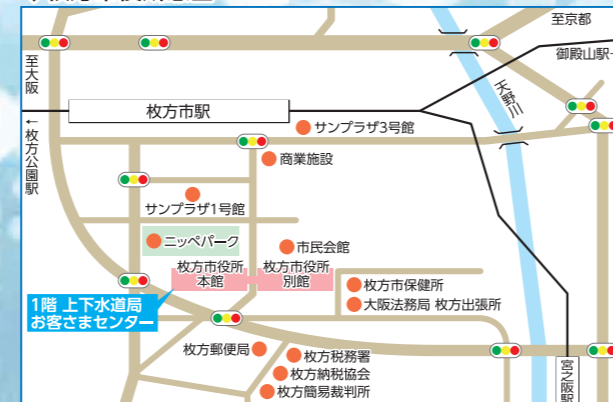 至京都
御殿山駅
至大阪
天野川
枚方市駅
サンプラザ3号館
←枚方公園駅
商業施設
サンプラザ1号館
ニッペパーク
市民会館
枚方市役所
本館
枚方市役所
別館
枚方市保健所
大阪法務局 枚方出張所
1階 上下水道局
お客さまセンター
枚方郵便局
枚方税務署
枚方納税協会
枚方簡易裁判所
宮之阪駅